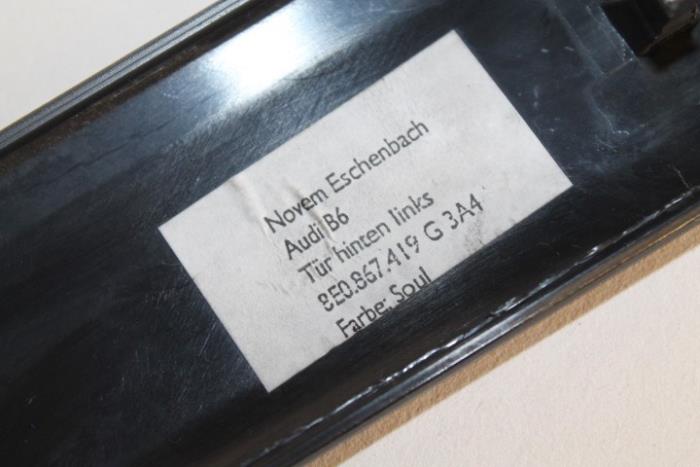 Novem Eschenbach
Audi B6
Tür hinten links
8E0.867.419 G 3A4
Farbe: Soul